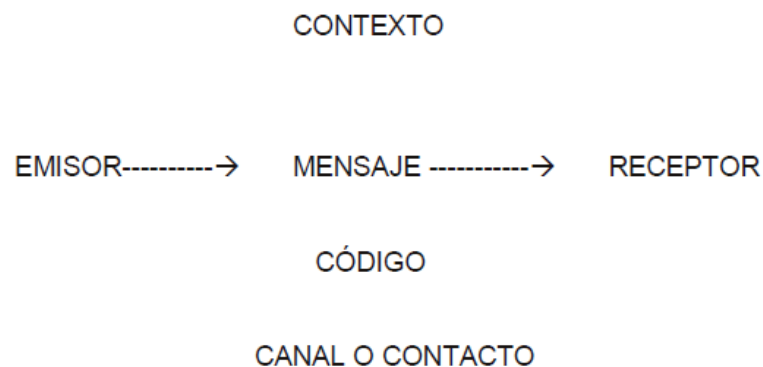 CONTEXTO
EMISOR----------→ MENSAJE -----------→ RECEPTOR
CÓDIGO
CANAL O CONTACTO